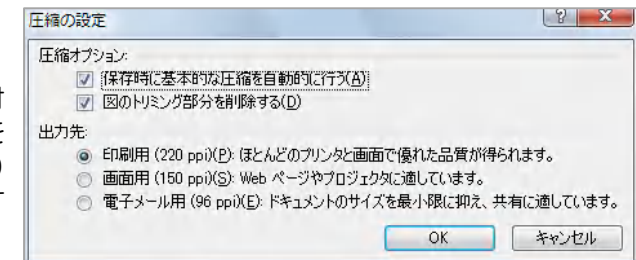 圧縮の設定
圧縮オプション:
保存時に基本的な圧縮を自動的に行う(A)
図のトリミング部分を削除する(D)
出力先:
印刷用 (220 ppi)(P): ほとんどのプリンタと画面で優れた品質が得られます。
画面用 (150 ppi)(S): Web ページやプロジェクタに適しています。
電子メール用 (96 ppi)(E): ドキュメントのサイズを最小限に抑え、共有に適しています。
OK キャンセル